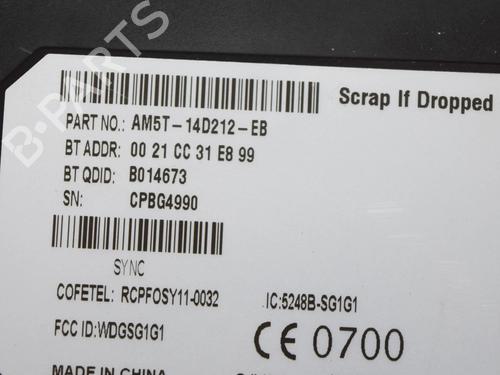 Scrap If Dropped
PART NO.: AM5T-14D212-EB
BT ADDR: 00 21 CC 31 E8 99
BT QDID: B014673
SN: CPBG4990
SYNC
COFETEL: RCPFOSY11-0032 IC:5248B-SG1G1
FCC ID:WDGSG1G1 CE 0700
MADE IN CHINA
B-PARTS